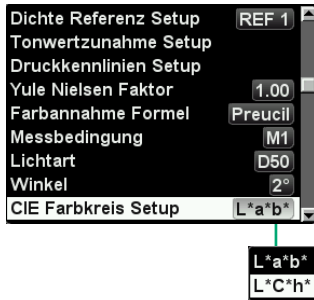 Dichte Referenz Setup REF 1
Tonwertzunahme Setup
Druckkennlinien Setup
Yule Nielsen Faktor 1.00
Farbannahme Formel Preucil
Messbedingung M1
Lichtart D50
Winkel 2°
CIE Farbkreis Setup L*a*b*
L*a*b*
L*C*h*